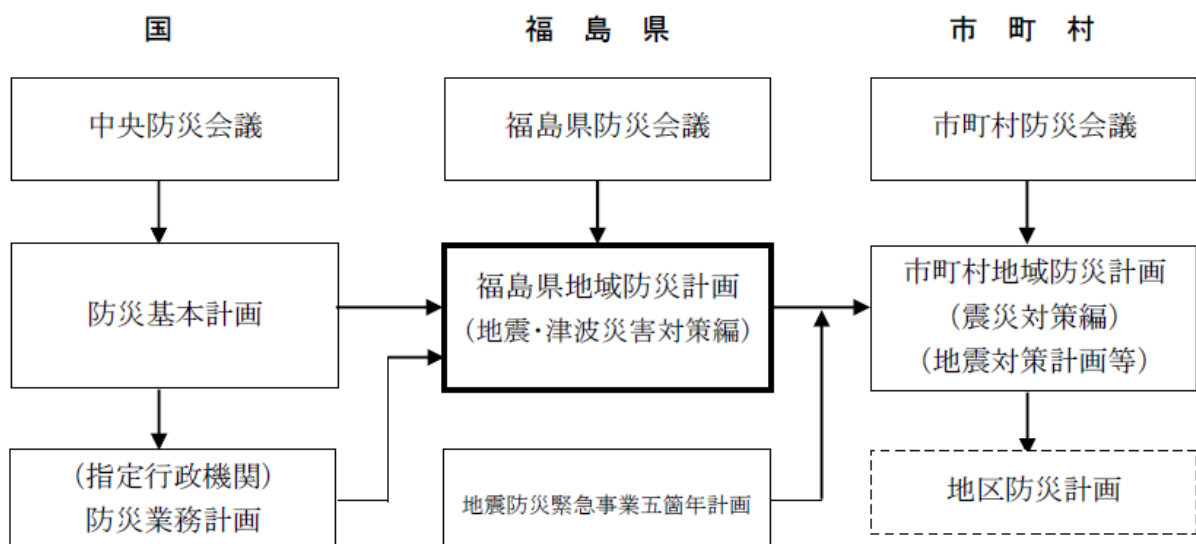 国
福島県
市町村
中央防災会議
福島県防災会議
市町村防災会議
防災基本計画
福島県地域防災計画
(地震・津波災害対策編)
市町村地域防災計画
(震災対策編)
(地震対策計画等)
(指定行政機関)
防災業務計画
地震防災緊急事業五箇年計画
地区防災計画